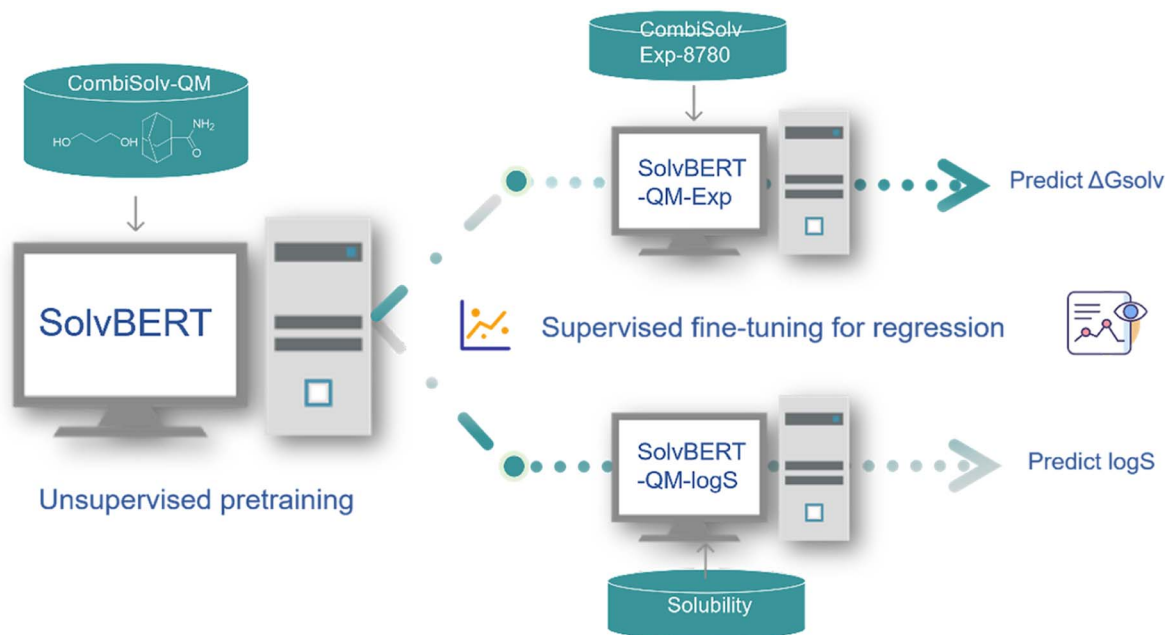 CombiSolv-QM
HO
OH
NH2
O
SolvBERT
Unsupervised pretraining
CombiSolv
Exp-8780
SolvBERT
-QM-Exp
Predict ΔGsolv
Supervised fine-tuning for regression
SolvBERT
-QM-logS
Predict logS
Solubility